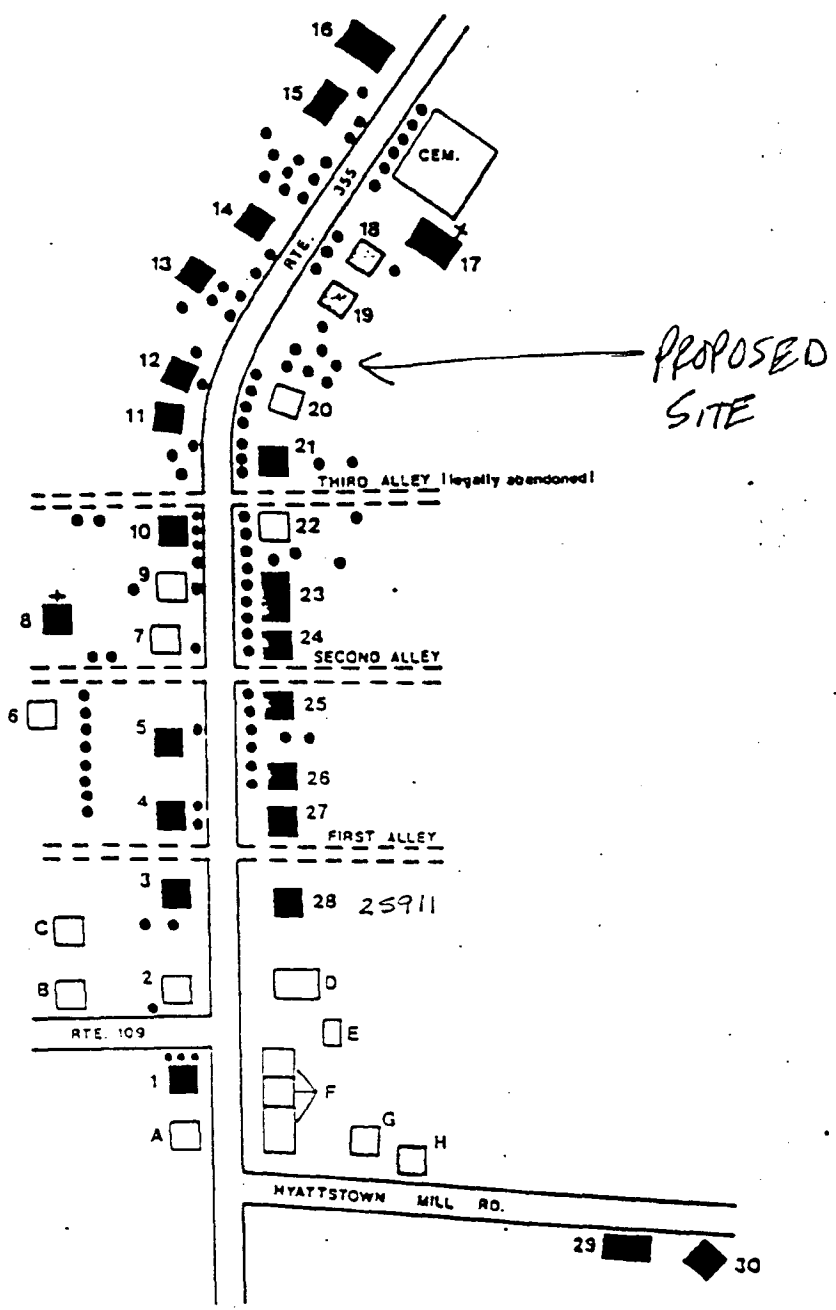 16
15
CEM.
RTE. 355
14
18
17
13
19
PROPOSED
SITE
12
20
11
21
THIRD ALLEY [legally abandoned]
10
22
9
23
8
7
24
SECOND ALLEY
6
25
5
26
4
27
FIRST ALLEY
3
28 25911
C
2
D
B
RTE. 109
E
1
F
A
G
H
HYATTSTOWN MILL RD.
29
30